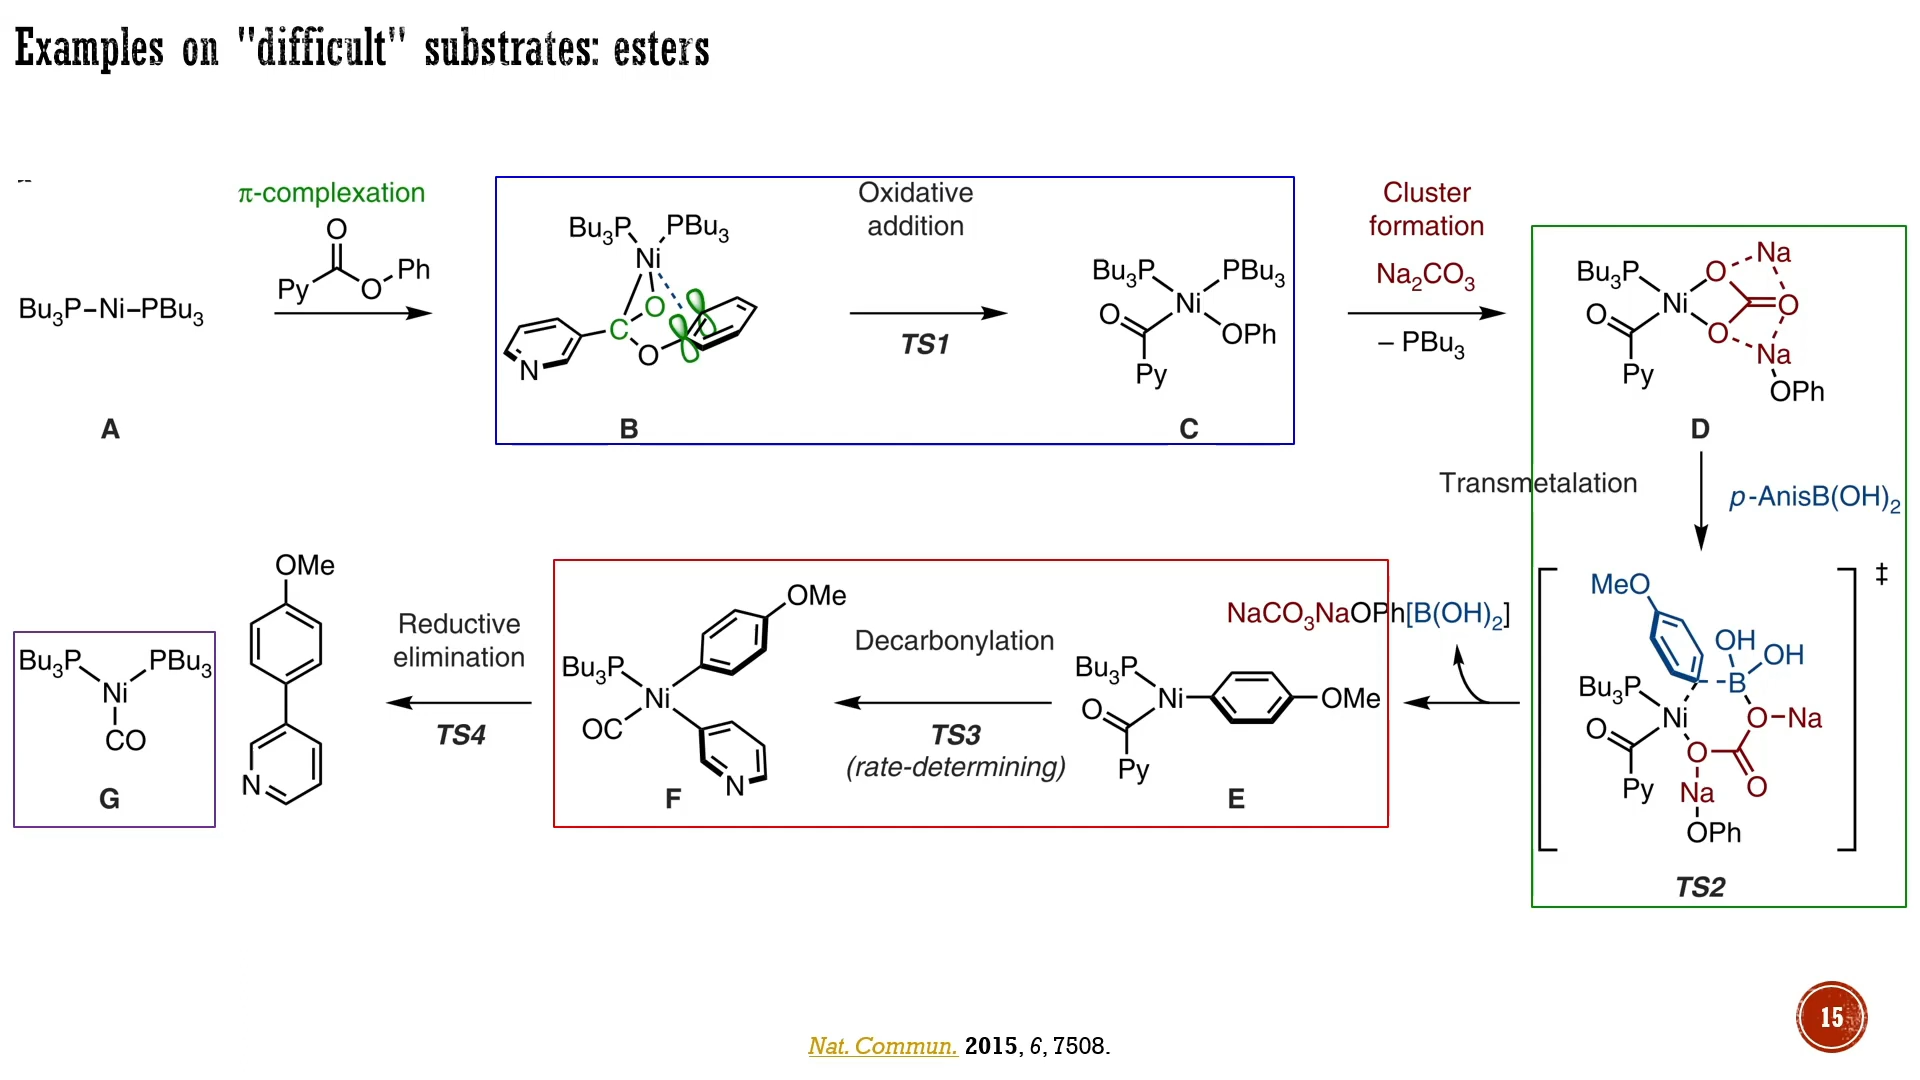 Examples on "difficult" substrates: esters
π-complexation
O
Py
O
Ph
Bu3P–Ni–PBu3
A
Bu3P
PBu3
Ni
O
C
O
N
B
Oxidative
addition
TS1
Bu3P
PBu3
Ni
O
OPh
Py
C
Cluster
formation
Na2CO3
– PBu3
Bu3P
O
Na
Ni
O
O
O
Na
Py
OPh
D
Transmetalation
p-AnisB(OH)2
MeO
OH
OH
B
Bu3P
Ni
O–Na
O
O
O
Py
Na
OPh
‡
TS2
NaCO3NaOPh[B(OH)2]
Bu3P
Ni
OMe
O
Py
E
Decarbonylation
TS3
(rate-determining)
OMe
Bu3P
Ni
OC
N
F
Reductive
elimination
TS4
OMe
N
Bu3P
PBu3
Ni
CO
G
15
Nat. Commun. 2015, 6, 7508.